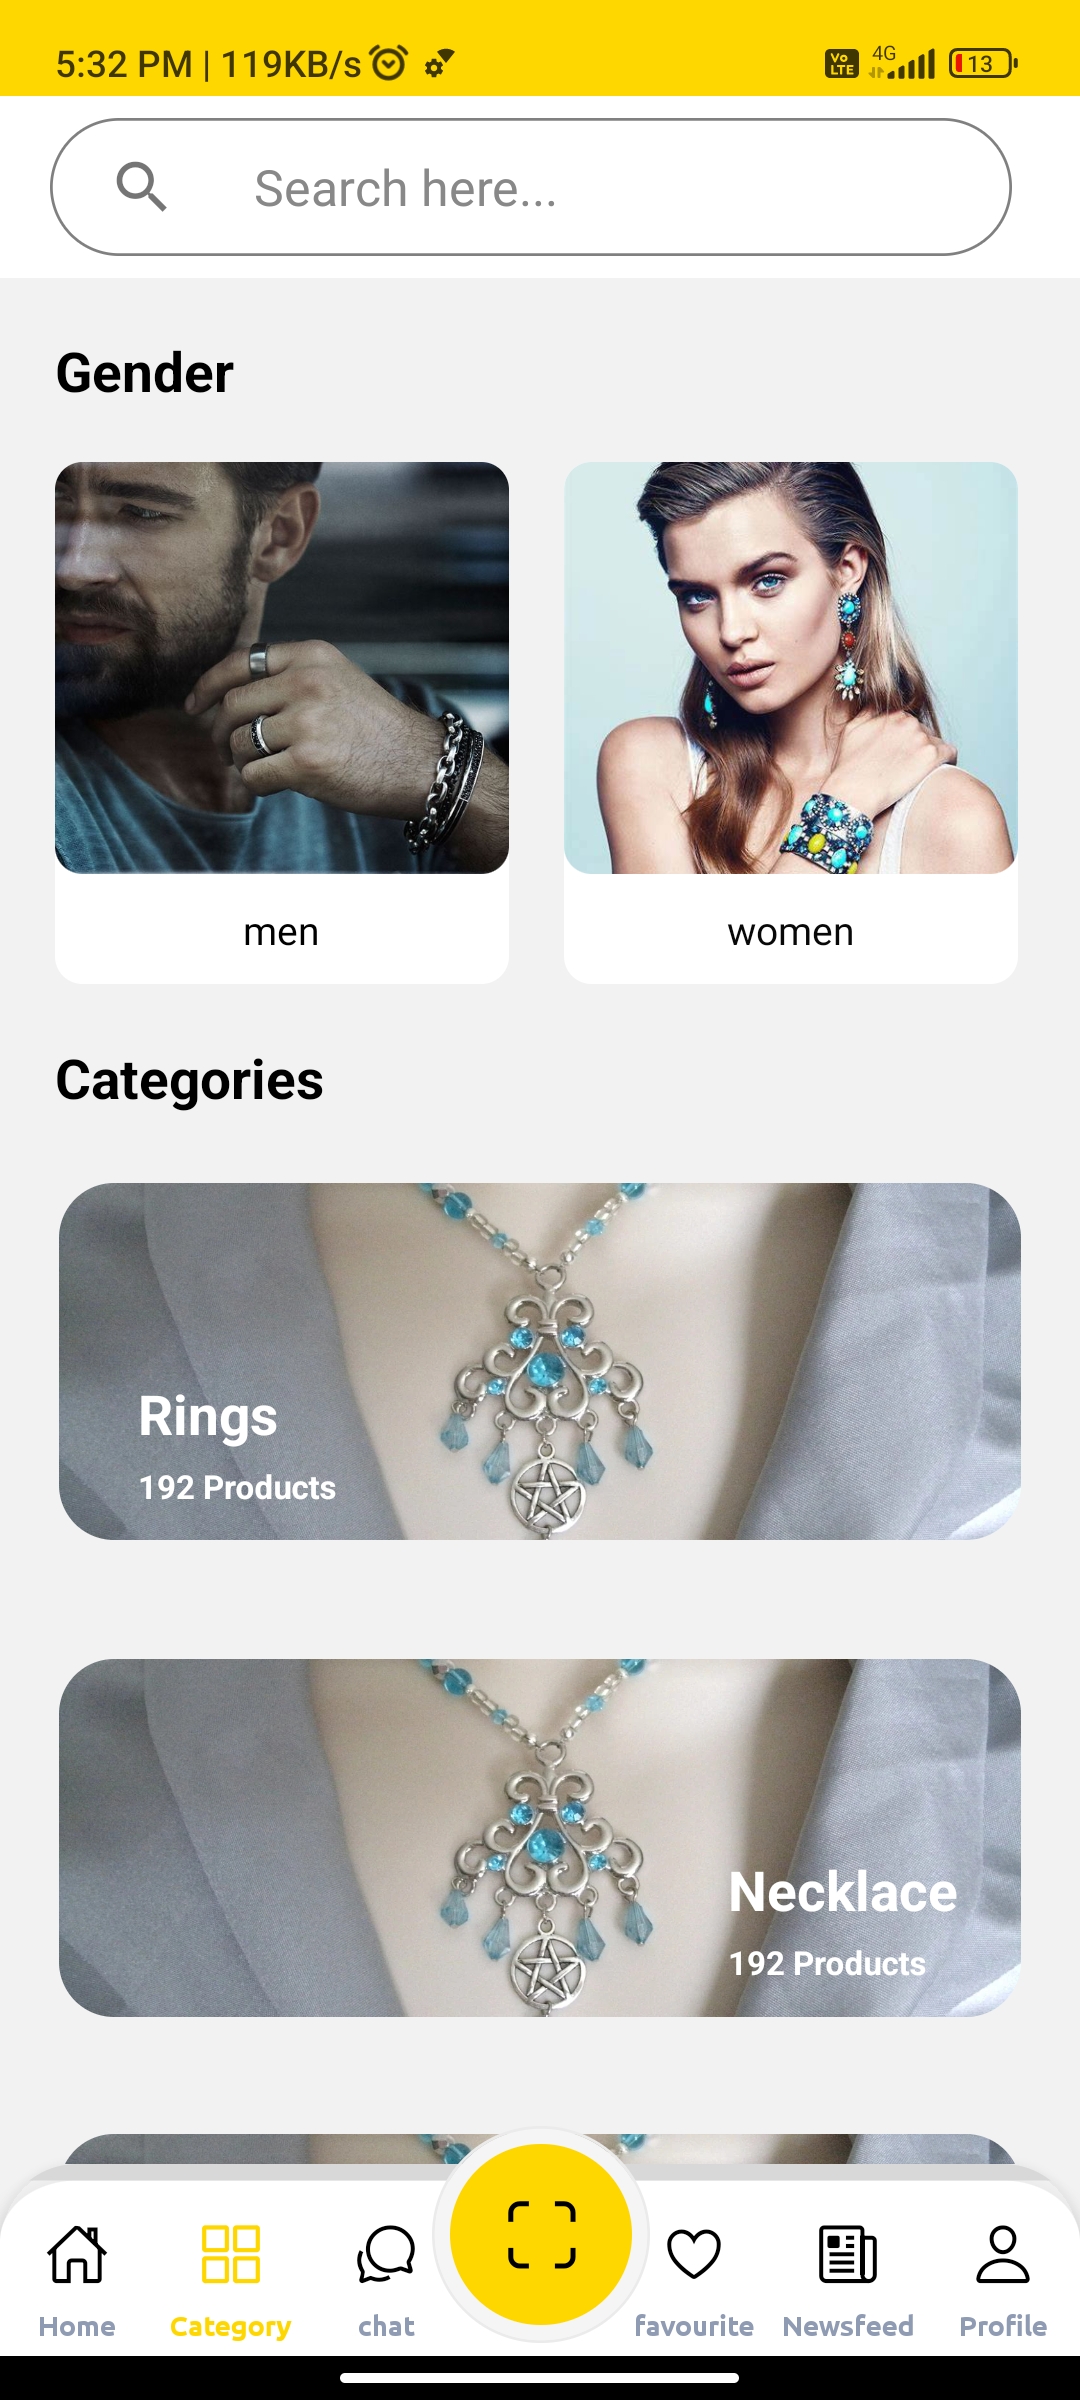 5:32 PM | 119KB/s
Vo LTE 4G 13
Search here...
Gender
men
women
Categories
Rings
192 Products
Necklace
192 Products
Home
Category
chat
favourite
Newsfeed
Profile